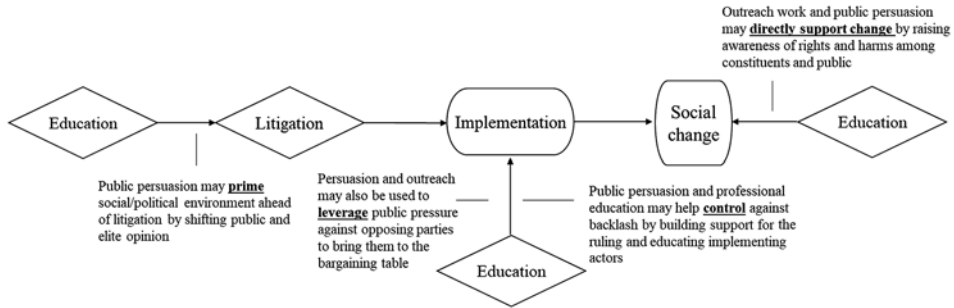 Outreach work and public persuasion
may directly support change by raising
awareness of rights and harms among
constituents and public
Education
Litigation
Implementation
Social
change
Education
Public persuasion may prime
social/political environment ahead
of litigation by shifting public and
elite opinion
Persuasion and outreach
may also be used to
leverage public pressure
against opposing parties
to bring them to the
bargaining table
Public persuasion and professional
education may help control against
backlash by building support for the
ruling and educating implementing
actors
Education